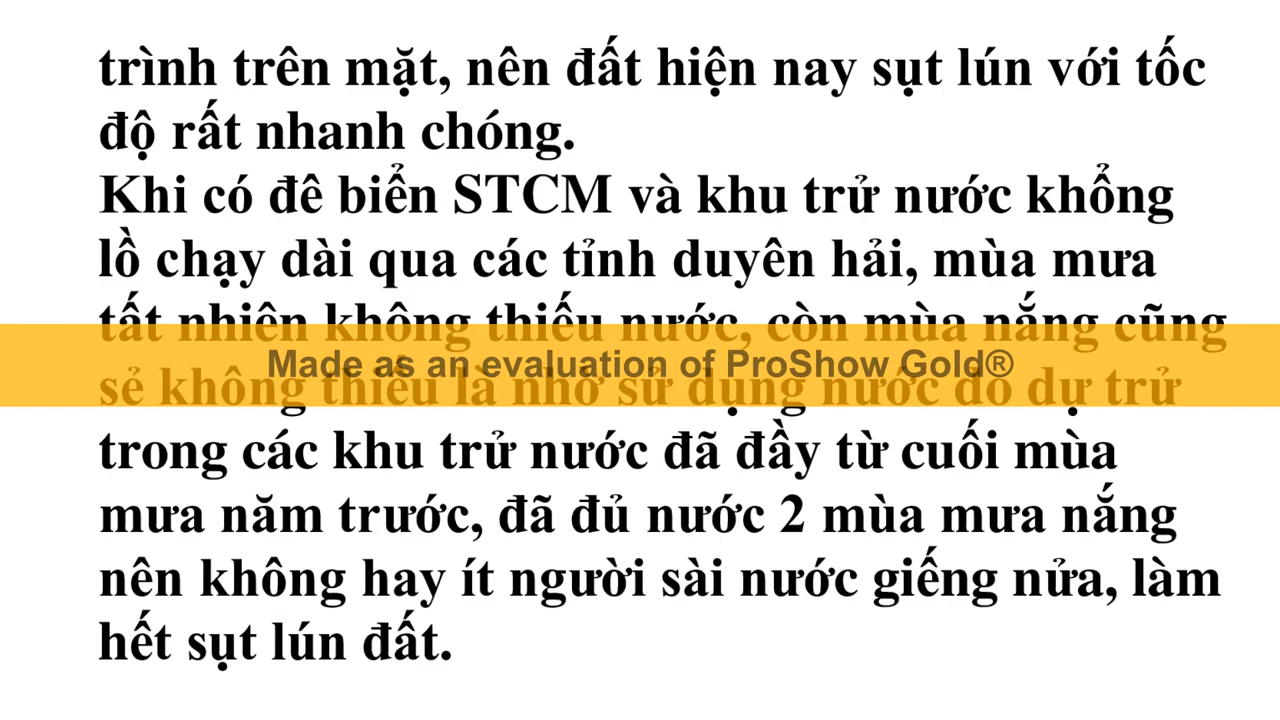 trình trên mặt, nên đất hiện nay sụt lún với tốc
độ rất nhanh chóng.
Khi có đê biển STCM và khu trử nước khổng
lồ chạy dài qua các tỉnh duyên hải, mùa mưa
tất nhiên không thiếu nước, còn mùa nắng cũng
sẻ không thiếu là nhờ sử dụng nước do dự trử
Made as an evaluation of ProShow Gold®
trong các khu trử nước đã đầy từ cuối mùa
mưa năm trước, đã đủ nước 2 mùa mưa nắng
nên không hay ít người sài nước giếng nửa, làm
hết sụt lún đất.